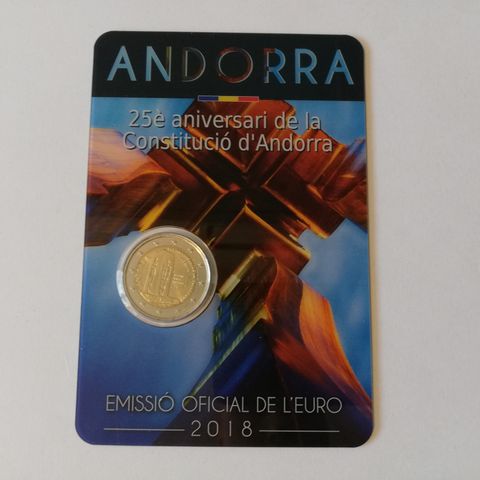 ANDORRA
25è aniversari de la
Constitució d'Andorra
EMISSIÓ OFICIAL DE L'EURO
2018